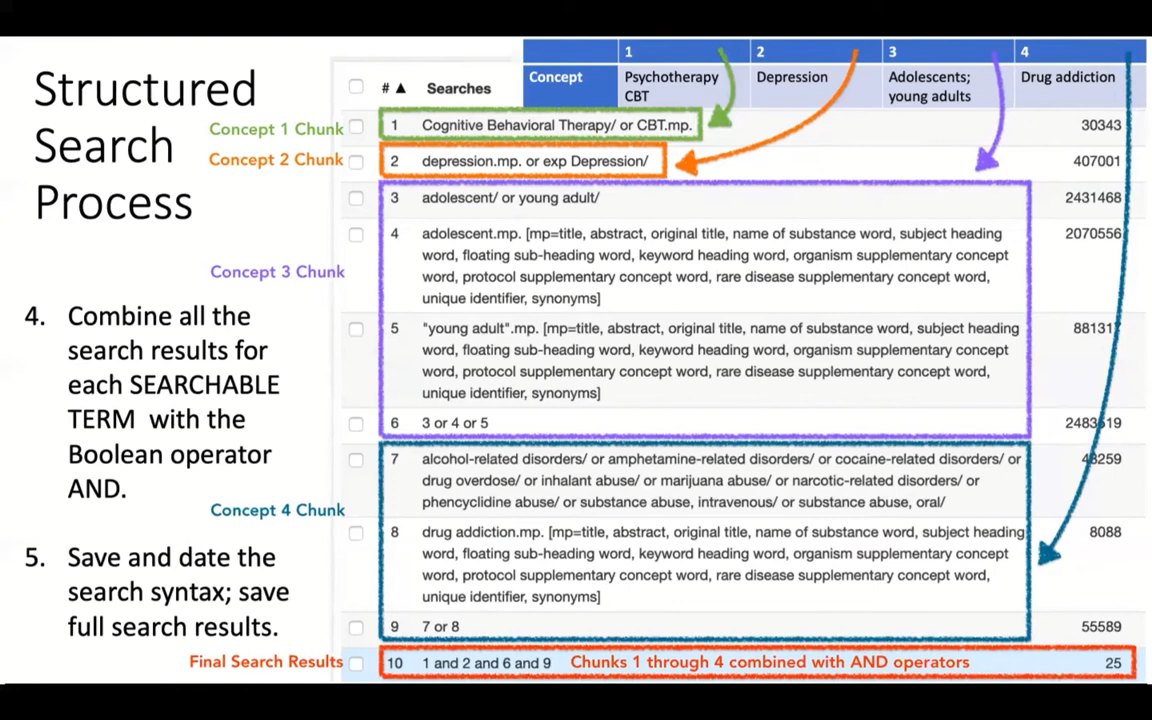 Structured
Search
Process
4. Combine all the
search results for
each SEARCHABLE
TERM with the
Boolean operator
AND.
5. Save and date the
search syntax; save
full search results.
1 2 3 4
Concept Psychotherapy CBT Depression Adolescents; young adults Drug addiction
# ▲ Searches
Concept 1 Chunk
1 Cognitive Behavioral Therapy/ or CBT.mp. 30343
Concept 2 Chunk
2 depression.mp. or exp Depression/ 407001
Concept 3 Chunk
3 adolescent/ or young adult/ 2431468
4 adolescent.mp. [mp=title, abstract, original title, name of substance word, subject heading 2070556
word, floating sub-heading word, keyword heading word, organism supplementary concept
word, protocol supplementary concept word, rare disease supplementary concept word,
unique identifier, synonyms]
5 "young adult".mp. [mp=title, abstract, original title, name of substance word, subject heading
word, floating sub-heading word, keyword heading word, organism supplementary concept
word, protocol supplementary concept word, rare disease supplementary concept word,
unique identifier, synonyms]
6 3 or 4 or 5
Concept 4 Chunk
7 alcohol-related disorders/ or amphetamine-related disorders/ or cocaine-related disorders/ or
drug overdose/ or inhalant abuse/ or marijuana abuse/ or narcotic-related disorders/ or
phencyclidine abuse/ or substance abuse, intravenous/ or substance abuse, oral/
8 drug addiction.mp. [mp=title, abstract, original title, name of substance word, subject heading 8088
word, floating sub-heading word, keyword heading word, organism supplementary concept
word, protocol supplementary concept word, rare disease supplementary concept word,
unique identifier, synonyms]
9 7 or 8 55589
Final Search Results
10 1 and 2 and 6 and 9 Chunks 1 through 4 combined with AND operators 25